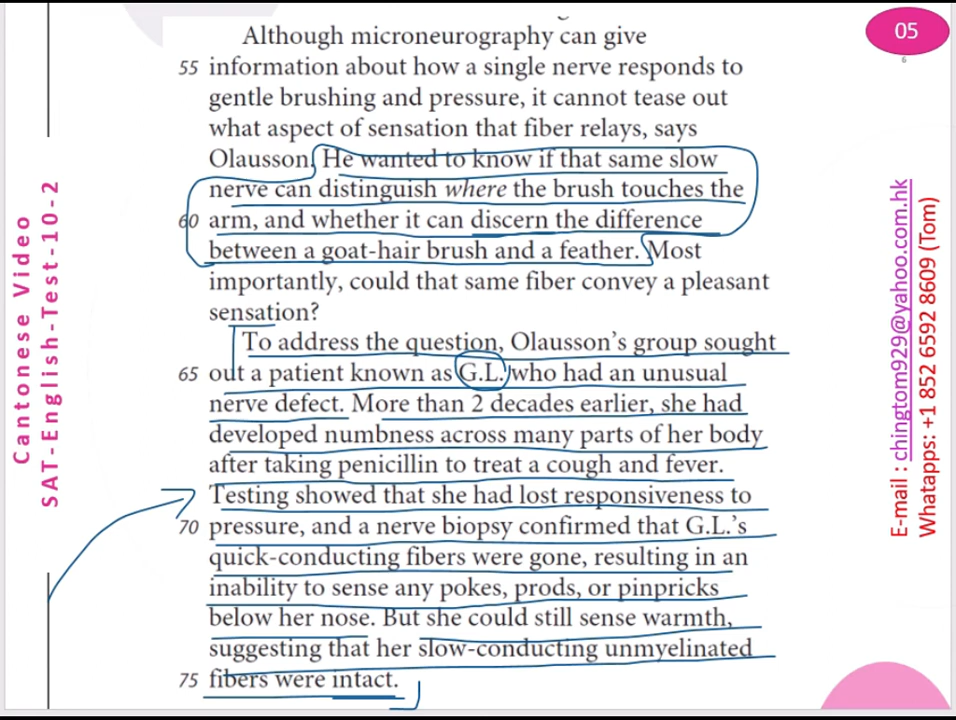 Although microneurography can give
55 information about how a single nerve responds to
gentle brushing and pressure, it cannot tease out
what aspect of sensation that fiber relays, says
Olausson. He wanted to know if that same slow
nerve can distinguish where the brush touches the
60 arm, and whether it can discern the difference
between a goat-hair brush and a feather. Most
importantly, could that same fiber convey a pleasant
sensation?
To address the question, Olausson's group sought
65 out a patient known as G.L. who had an unusual
nerve defect. More than 2 decades earlier, she had
developed numbness across many parts of her body
after taking penicillin to treat a cough and fever.
Testing showed that she had lost responsiveness to
70 pressure, and a nerve biopsy confirmed that G.L.'s
quick-conducting fibers were gone, resulting in an
inability to sense any pokes, prods, or pinpricks
below her nose. But she could still sense warmth,
suggesting that her slow-conducting unmyelinated
75 fibers were intact.
Cantonese Video
SAT-English-Test-10-2
05
6
E-mail : chingtom929@yahoo.com.hk
Whatapps: +1 852 6592 8609 (Tom)